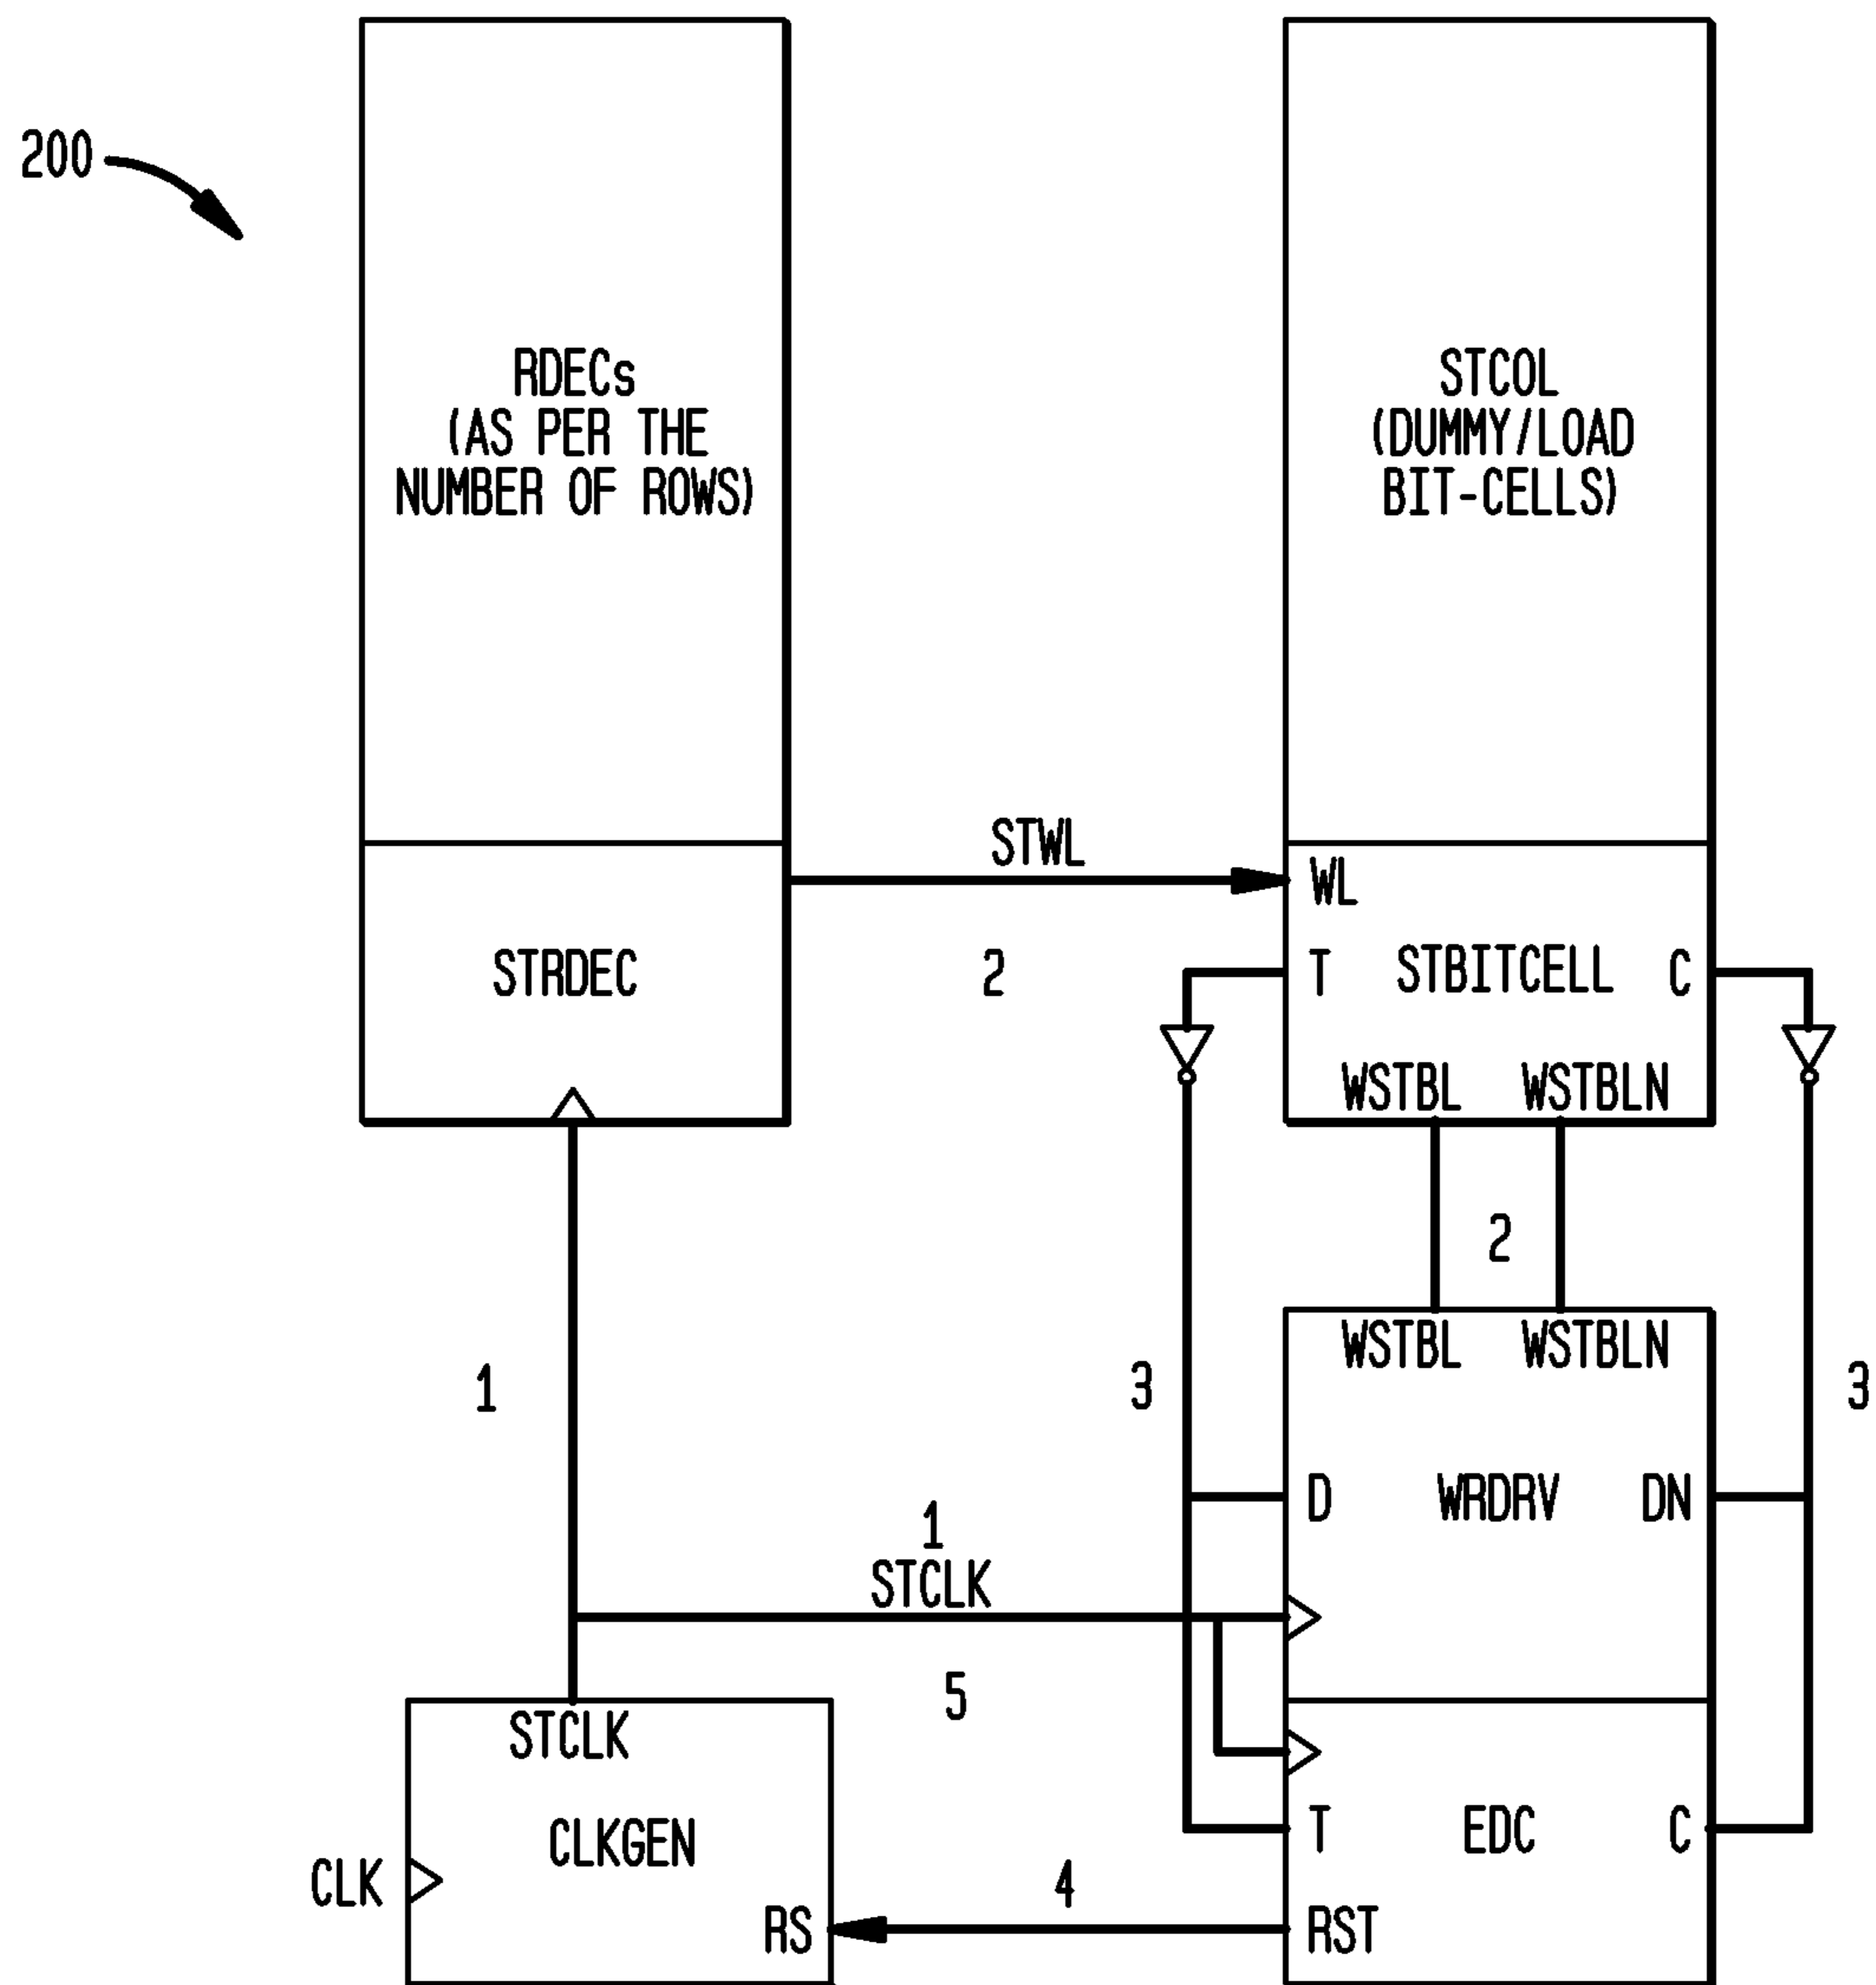 200
RDECs
(AS PER THE
NUMBER OF ROWS)
STCOL
(DUMMY/LOAD
BIT-CELLS)
STWL
WL
STRDEC
2
T STBITCELL C
WSTBL WSTBLN
2
WSTBL WSTBLN
1
3
3
D WRDRV DN
1
STCLK
5
STCLK
CLKGEN
T EDC C
CLK
4
RS
RST